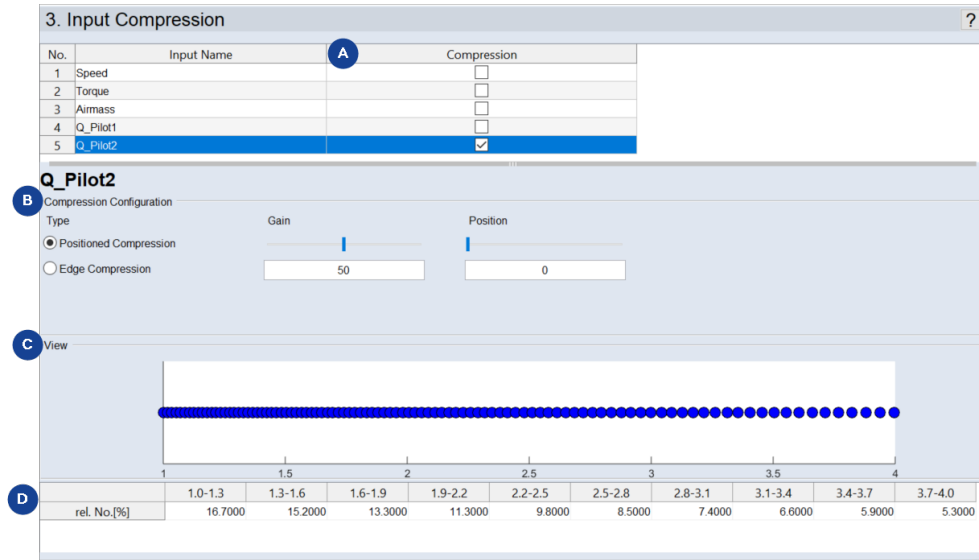 3. Input Compression ?
No. Input Name A Compression
1 Speed
2 Torque
3 Airmass
4 Q_Pilot1
5 Q_Pilot2
Q_Pilot2
B Compression Configuration
Type Gain Position
Positioned Compression
Edge Compression 50 0
C View
1 1.5 2 2.5 3 3.5 4
D 1.0-1.3 1.3-1.6 1.6-1.9 1.9-2.2 2.2-2.5 2.5-2.8 2.8-3.1 3.1-3.4 3.4-3.7 3.7-4.0
rel. No.[%] 16.7000 15.2000 13.3000 11.3000 9.8000 8.5000 7.4000 6.6000 5.9000 5.3000